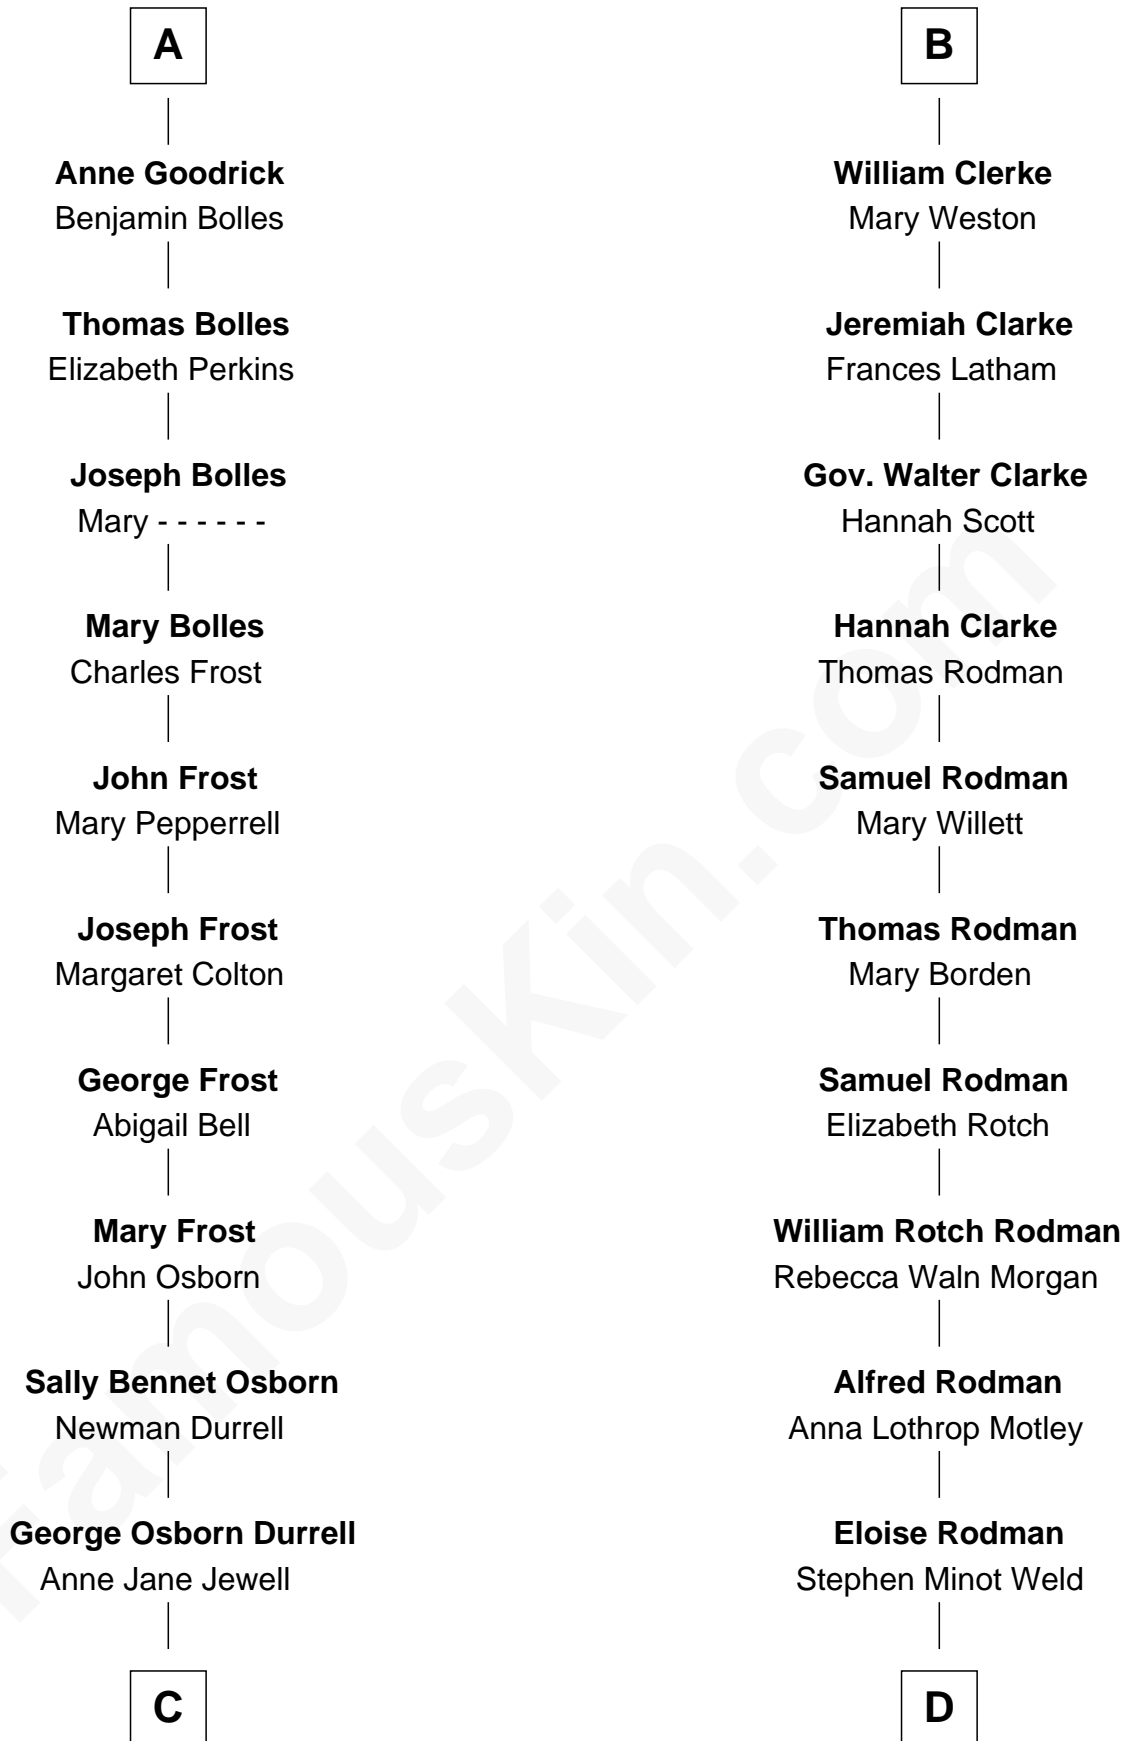 A
Anne Goodrick
Benjamin Bolles
Thomas Bolles
Elizabeth Perkins
Joseph Bolles
Mary - - - - - -
Mary Bolles
Charles Frost
John Frost
Mary Pepperrell
Joseph Frost
Margaret Colton
George Frost
Abigail Bell
Mary Frost
John Osborn
Sally Bennet Osborn
Newman Durrell
George Osborn Durrell
Anne Jane Jewell
C
B
William Clerke
Mary Weston
Jeremiah Clarke
Frances Latham
Gov. Walter Clarke
Hannah Scott
Hannah Clarke
Thomas Rodman
Samuel Rodman
Mary Willett
Thomas Rodman
Mary Borden
Samuel Rodman
Elizabeth Rotch
William Rotch Rodman
Rebecca Waln Morgan
Alfred Rodman
Anna Lothrop Motley
Eloise Rodman
Stephen Minot Weld
D
FamousKin.com